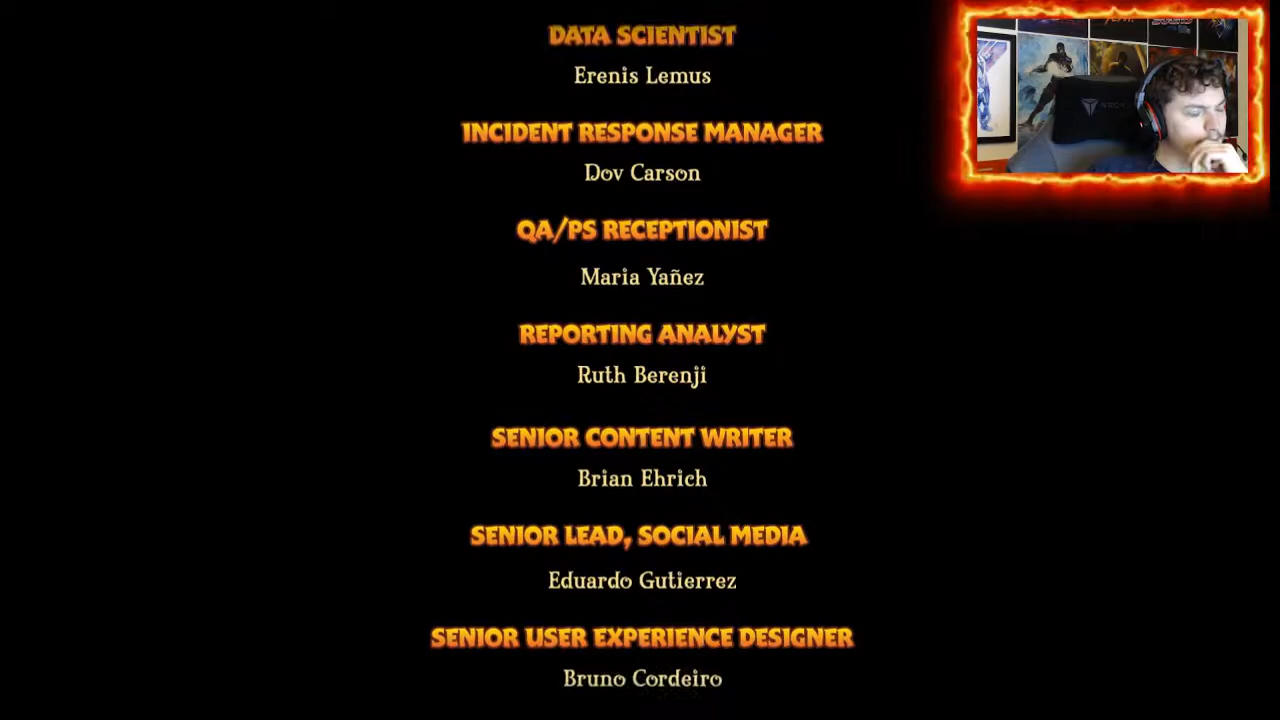 DATA SCIENTIST
Erenis Lemus
INCIDENT RESPONSE MANAGER
Dov Carson
QA/PS RECEPTIONIST
Maria Yañez
REPORTING ANALYST
Ruth Berenji
SENIOR CONTENT WRITER
Brian Ehrich
SENIOR LEAD, SOCIAL MEDIA
Eduardo Gutierrez
SENIOR USER EXPERIENCE DESIGNER
Bruno Cordeiro